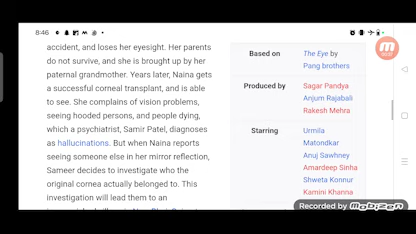 8:46
accident, and loses her eyesight. Her parents
do not survive, and she is brought up by her
paternal grandmother. Years later, Naina gets
a successful corneal transplant, and is able
to see. She complains of vision problems,
seeing hooded persons, and people dying,
which a psychiatrist, Samir Patel, diagnoses
as hallucinations. But when Naina reports
seeing someone else in her mirror reflection,
Sameer decides to investigate who the
original cornea actually belonged to. This
investigation will lead them to an
Based on
The Eye by
Pang brothers
Produced by
Sagar Pandya
Anjum Rajabali
Rakesh Mehra
Starring
Urmila
Matondkar
Anuj Sawhney
Amardeep Sinha
Shweta Konnur
Kamini Khanna
Recorded by Mobizen